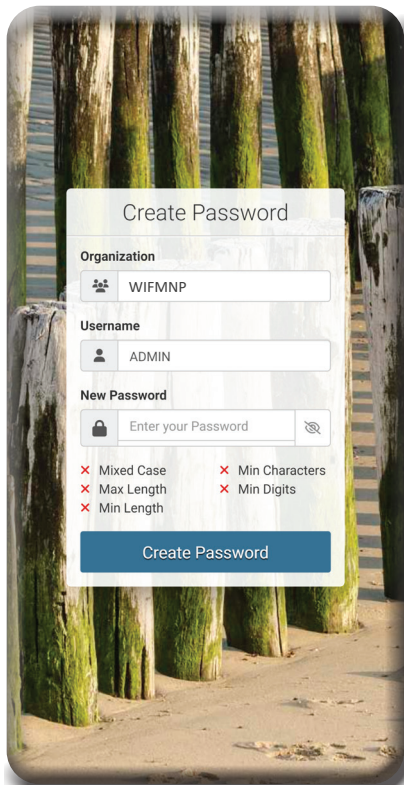 Create Password
Organization
WIFMNP
Username
ADMIN
New Password
Enter your Password
× Mixed Case × Min Characters
× Max Length × Min Digits
× Min Length
Create Password